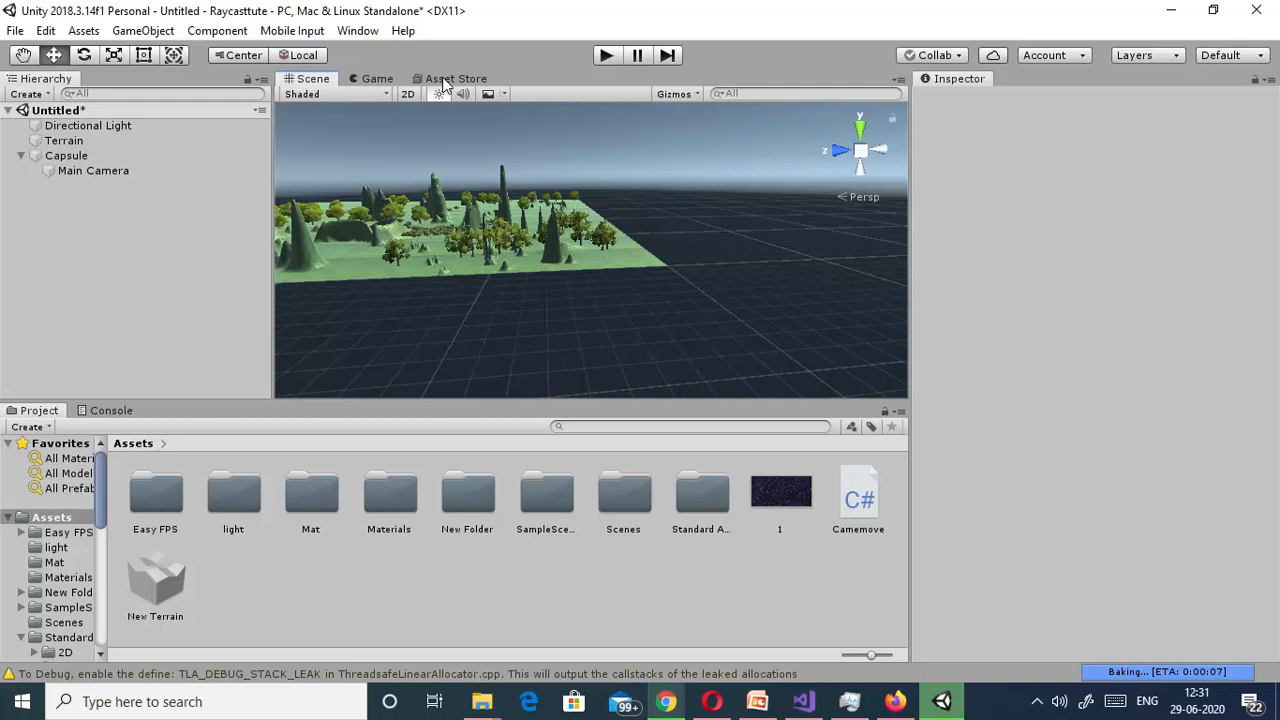 Unity 2018.3.14f1 Personal - Untitled - Raycasttute - PC, Mac & Linux Standalone* <DX11>
File Edit Assets GameObject Component Mobile Input Window Help
Center Local Collab Account Layers Default
Hierarchy Scene Game Asset Store Inspector
Create All Shaded 2D Gizmos All
Untitled*
Directional Light
Terrain
Capsule
Main Camera
y
z
Persp
Project Console
Create
Favorites Assets
All Materi
All Model
All Prefab
Assets
Easy FPS
light
Mat
Materials
New Fold
SampleS
Scenes
Standard
2D
C#
Easy FPS light Mat Materials New Folder SampleSce... Scenes Standard A... 1 Camemove
New Terrain
To Debug, enable the define: TLA_DEBUG_STACK_LEAK in ThreadsafeLinearAllocator.cpp. This will output the callstacks of the leaked allocations
Baking... [ETA: 0:00:07]
Type here to search
99+
ENG
12:31
29-06-2020
22